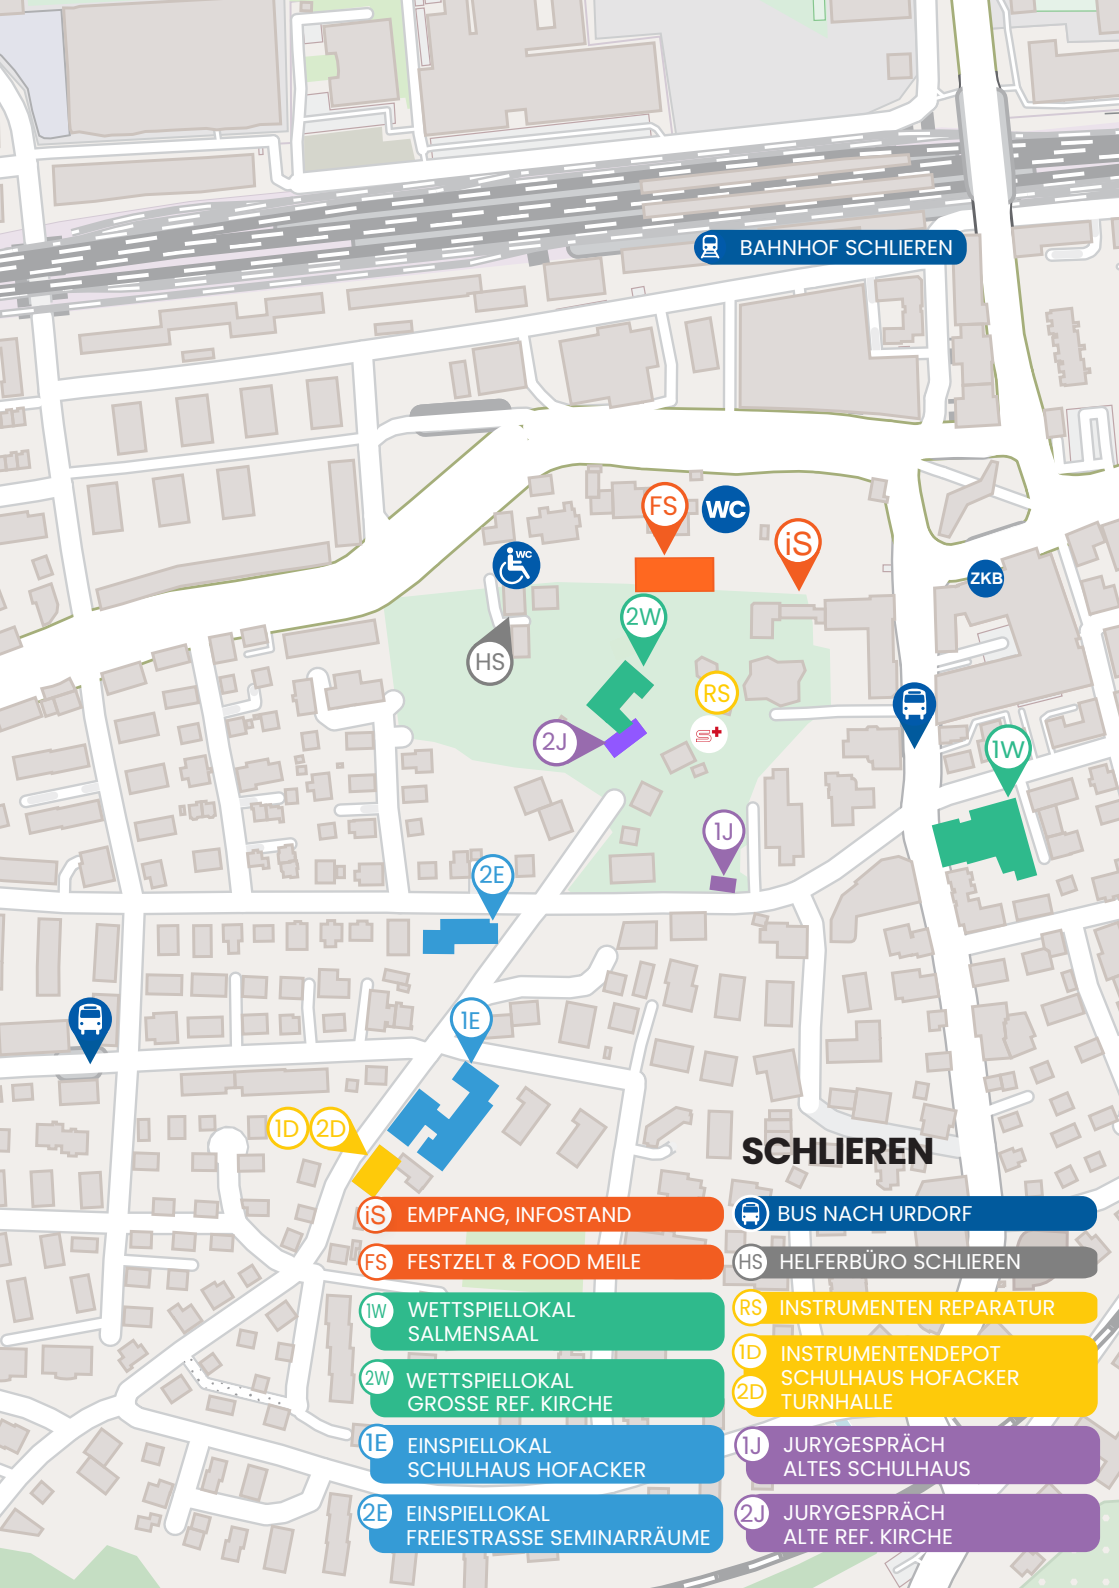 BAHNHOF SCHLIEREN
FS
WC
iS
WC
ZKB
2W
HS
RS
2J
1W
1J
2E
1E
1D
2D
SCHLIEREN
iS EMPFANG, INFOSTAND
FS FESTZELT & FOOD MEILE
1W WETTSPIELLOKAL
SALMENSAAL
2W WETTSPIELLOKAL
GROSSE REF. KIRCHE
1E EINSPIELLOKAL
SCHULHAUS HOFACKER
2E EINSPIELLOKAL
FREIESTRASSE SEMINARRÄUME
BUS NACH URDORF
HS HELFERBÜRO SCHLIEREN
RS INSTRUMENTEN REPARATUR
1D INSTRUMENTENDEPOT
SCHULHAUS HOFACKER
2D TURNHALLE
1J JURYGESPRÄCH
ALTES SCHULHAUS
2J JURYGESPRÄCH
ALTE REF. KIRCHE